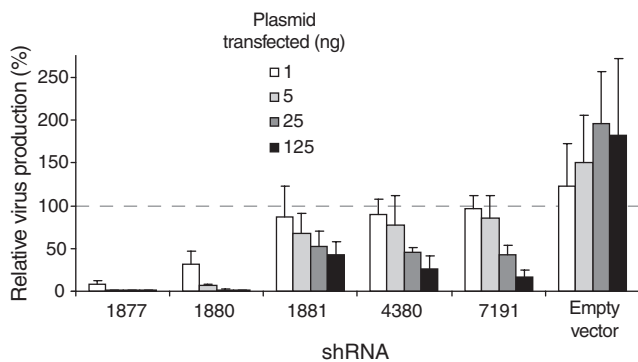 Plasmid
transfected (ng)
1
5
25
125
Relative virus production (%)
250
200
150
100
50
0
1877
1880
1881
4380
7191
Empty
vector
shRNA